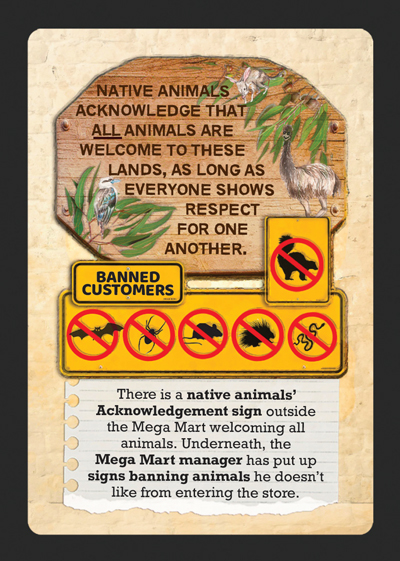 NATIVE ANIMALS
ACKNOWLEDGE THAT
ALL ANIMALS ARE
WELCOME TO THESE
LANDS, AS LONG AS
EVERYONE SHOWS
RESPECT
FOR ONE
ANOTHER.
BANNED
CUSTOMERS
There is a native animals'
Acknowledgement sign outside
the Mega Mart welcoming all
animals. Underneath, the
Mega Mart manager has put up
signs banning animals he doesn't
like from entering the store.